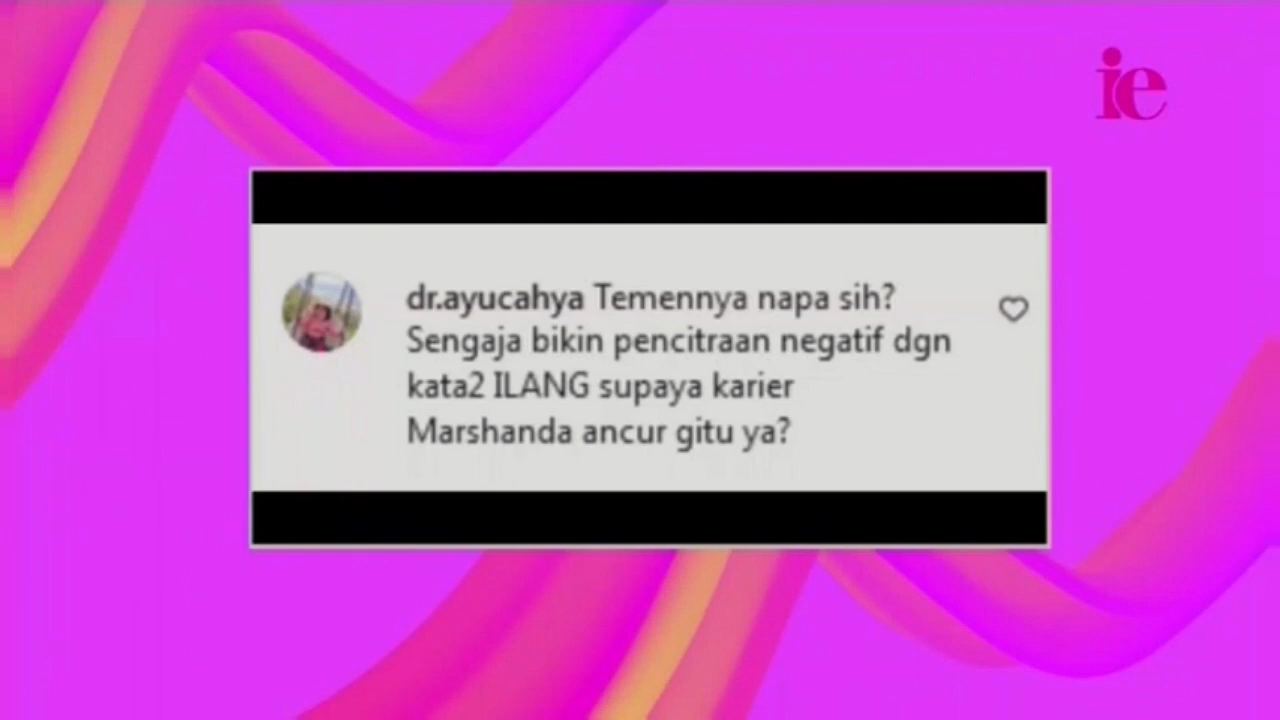 ie
dr.ayucahya Temennya napa sih?
Sengaja bikin pencitraan negatif dgn
kata2 ILANG supaya karier
Marshanda ancur gitu ya?